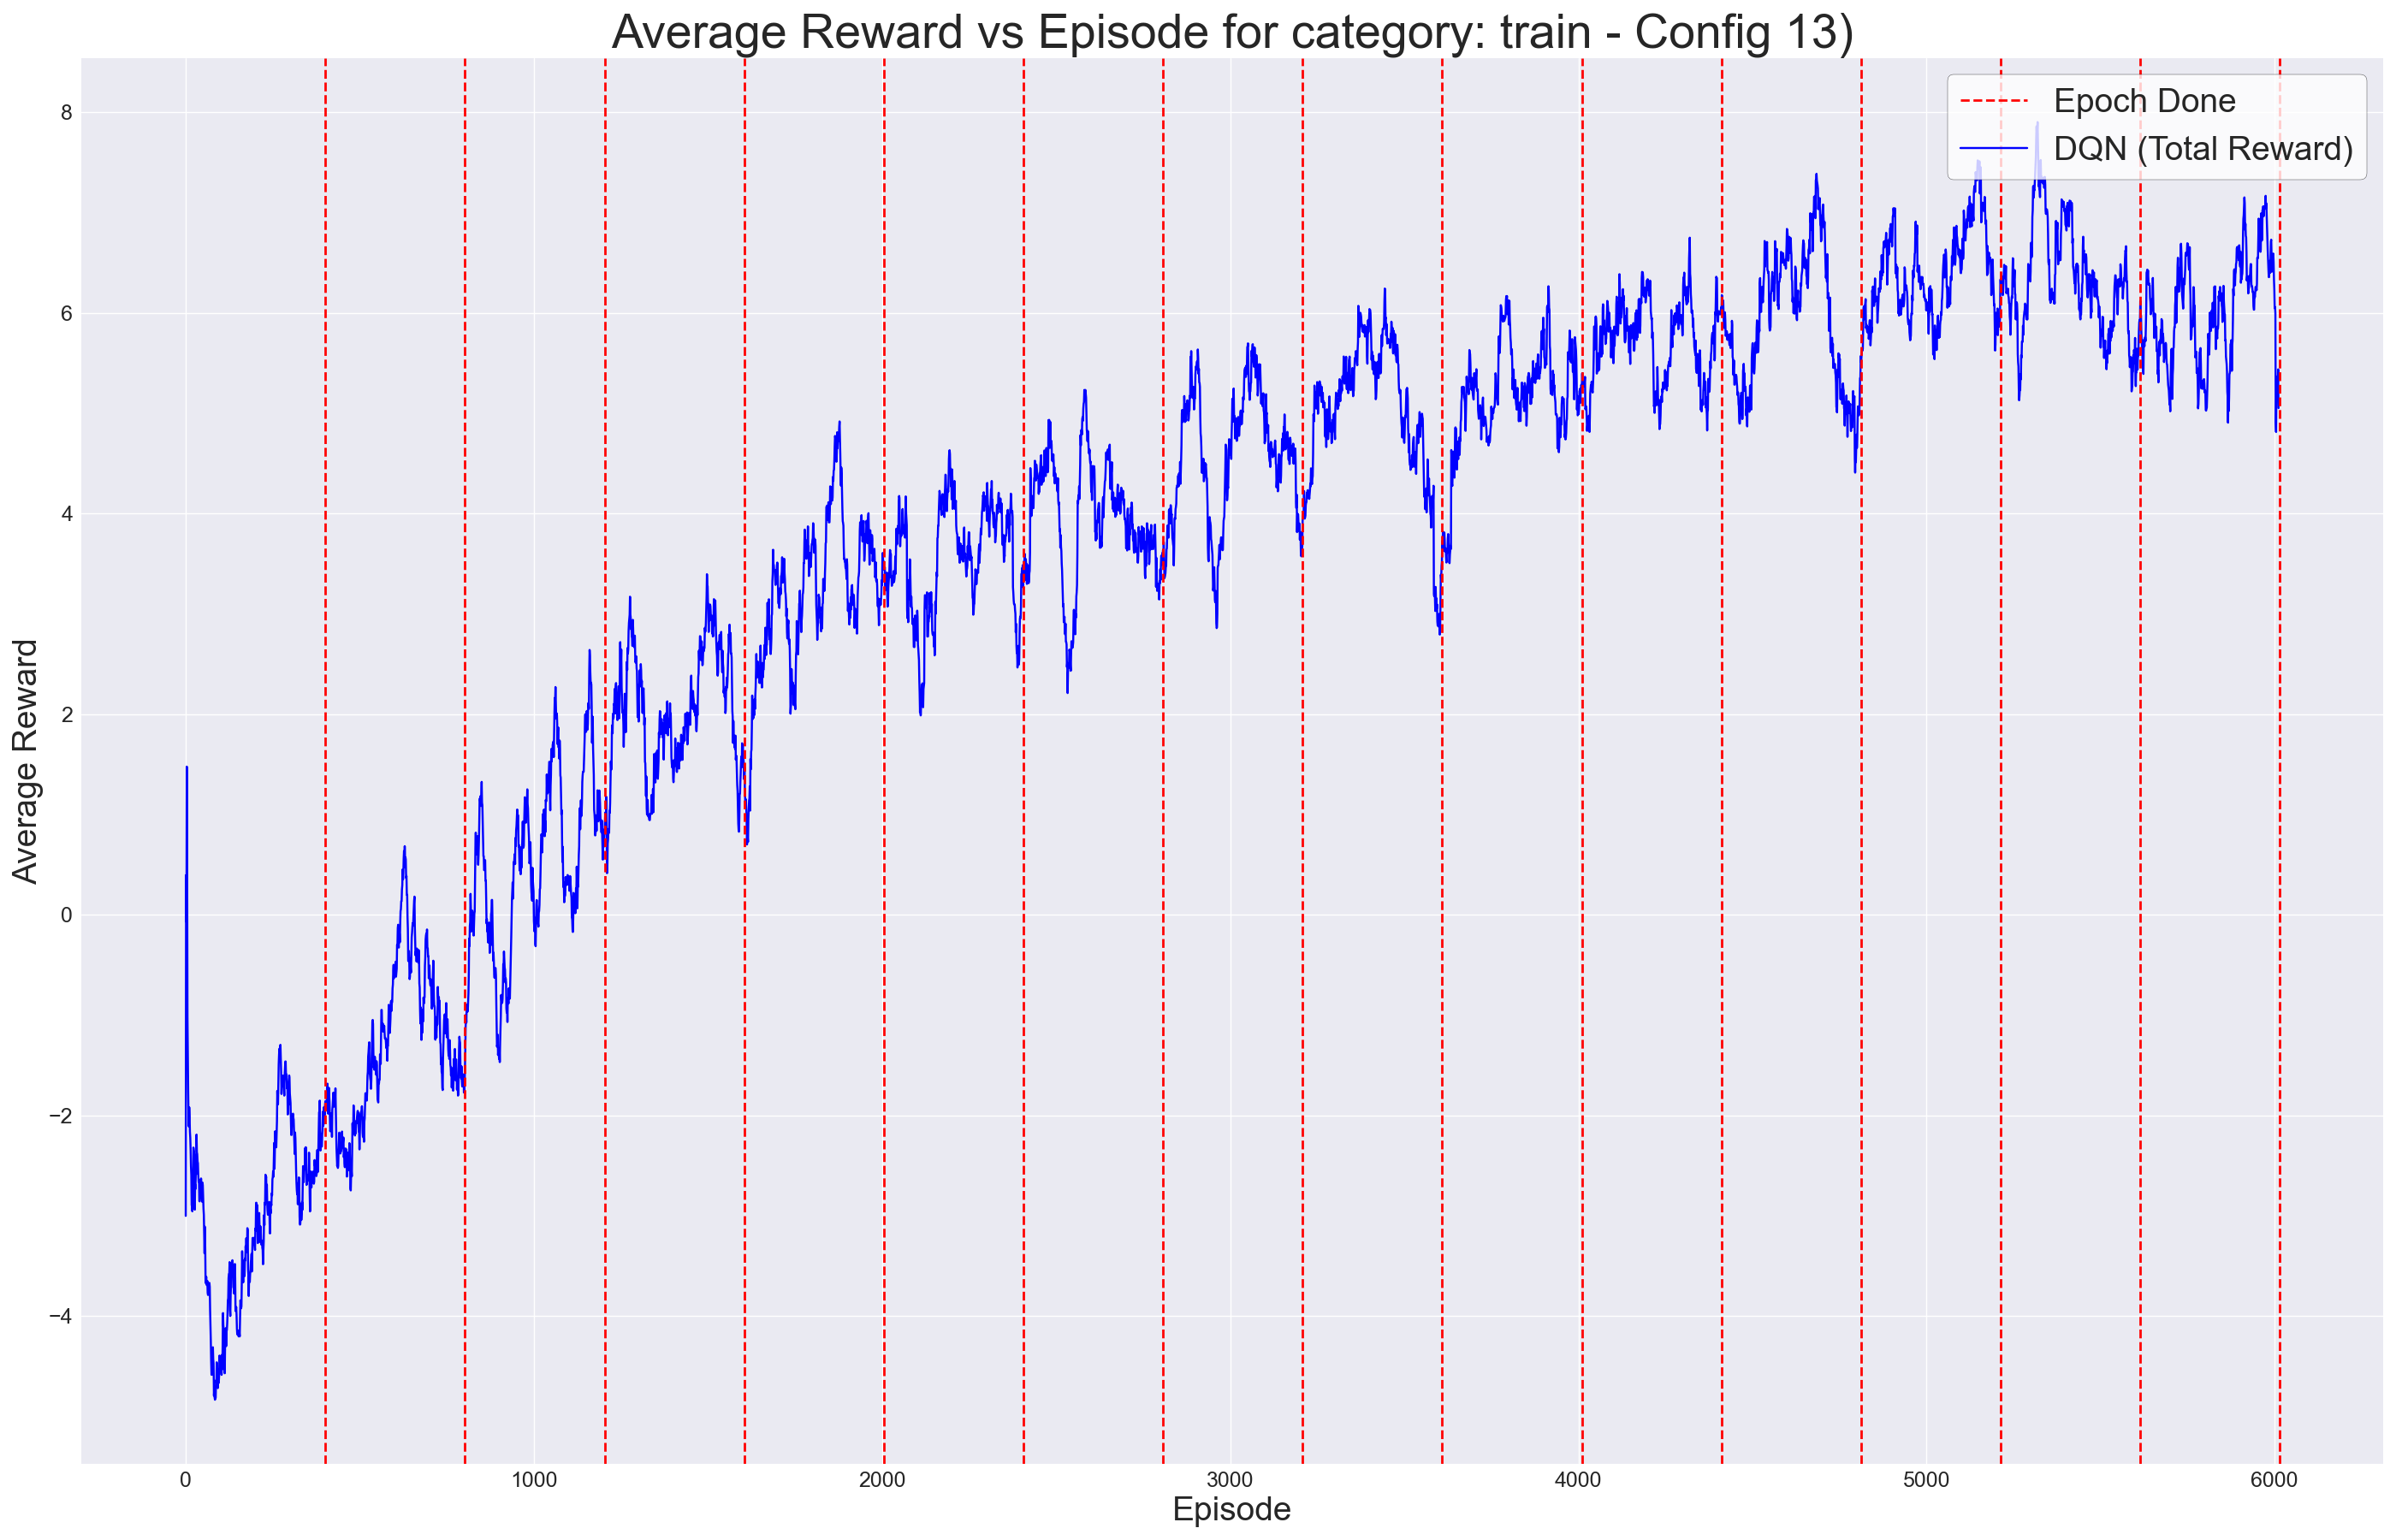 Average Reward vs Episode for category: train - Config 13)
Epoch Done
DQN (Total Reward)
Average Reward
8
6
4
2
0
−2
−4
0 1000 2000 3000 4000 5000 6000
Episode